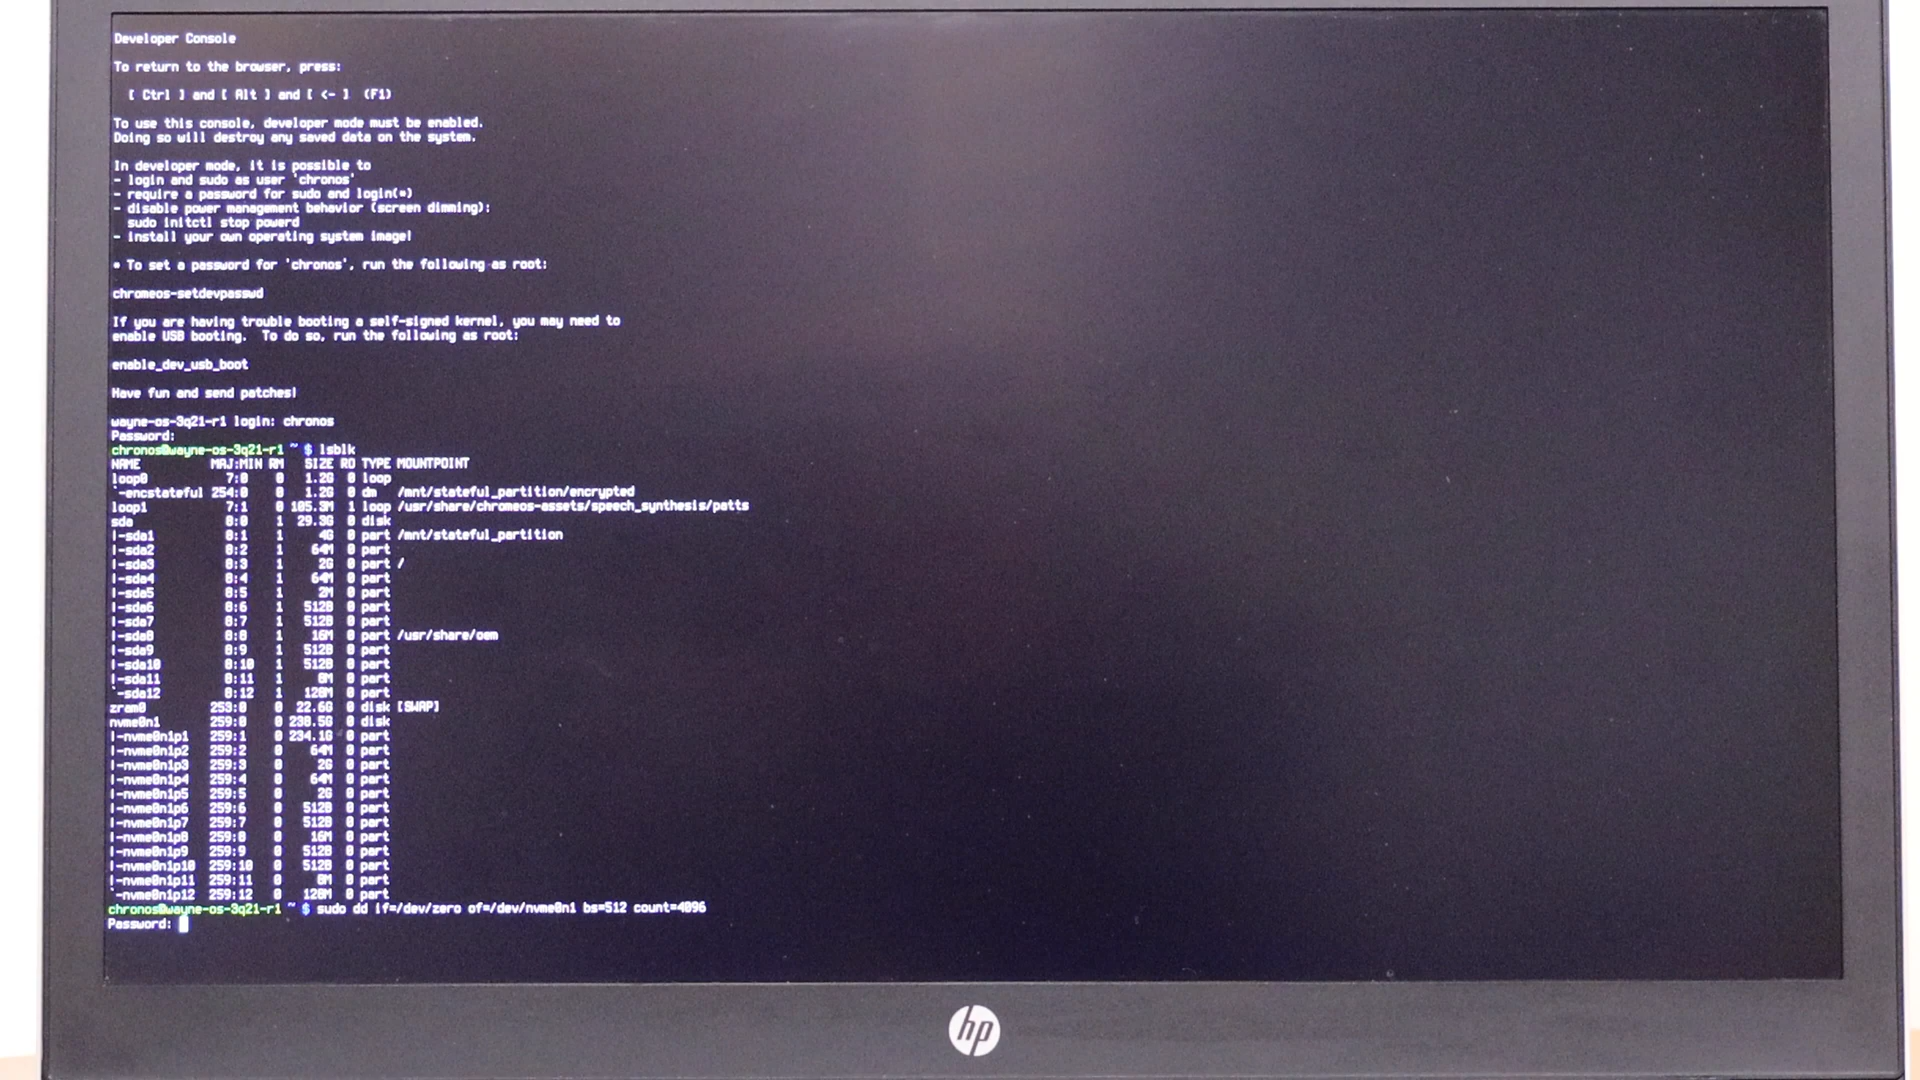 Developer Console
To return to the browser, press:
[ Ctrl ] and [ Alt ] and [ <- ] (F1)
To use this console, developer mode must be enabled.
Doing so will destroy any saved data on the system.
In developer mode, it is possible to
- login and sudo as user 'chronos'
- require a password for sudo and login(*)
- disable power management behavior (screen dimming):
sudo initctl stop powerd
- install your own operating system image!
* To set a password for 'chronos', run the following as root:
chromeos-setdevpasswd
If you are having trouble booting a self-signed kernel, you may need to
enable USB booting. To do so, run the following as root:
enable_dev_usb_boot
Have fun and send patches!
wayne-os-3q21-r1 login: chronos
Password:
chronos@wayne-os-3q21-r1 ~ $ lsblk
NAME MAJ:MIN RM SIZE RO TYPE MOUNTPOINT
loop0 7:0 0 1.2G 0 loop
`-encstateful 254:0 0 1.2G 0 dm /mnt/stateful_partition/encrypted
loop1 7:1 0 105.3M 1 loop /usr/share/chromeos-assets/speech_synthesis/patts
sda 8:0 1 29.3G 0 disk
|-sda1 8:1 1 4G 0 part /mnt/stateful_partition
|-sda2 8:2 1 64M 0 part
|-sda3 8:3 1 2G 0 part /
|-sda4 8:4 1 64M 0 part
|-sda5 8:5 1 2M 0 part
|-sda6 8:6 1 512B 0 part
|-sda7 8:7 1 512B 0 part
|-sda8 8:8 1 16M 0 part /usr/share/oem
|-sda9 8:9 1 512B 0 part
|-sda10 8:10 1 512B 0 part
|-sda11 8:11 1 8M 0 part
`-sda12 8:12 1 128M 0 part
zram0 253:0 0 22.6G 0 disk [SWAP]
nvme0n1 259:0 0 238.5G 0 disk
|-nvme0n1p1 259:1 0 234.1G 0 part
|-nvme0n1p2 259:2 0 64M 0 part
|-nvme0n1p3 259:3 0 2G 0 part
|-nvme0n1p4 259:4 0 64M 0 part
|-nvme0n1p5 259:5 0 2G 0 part
|-nvme0n1p6 259:6 0 512B 0 part
|-nvme0n1p7 259:7 0 512B 0 part
|-nvme0n1p8 259:8 0 16M 0 part
|-nvme0n1p9 259:9 0 512B 0 part
|-nvme0n1p10 259:10 0 512B 0 part
|-nvme0n1p11 259:11 0 8M 0 part
`-nvme0n1p12 259:12 0 128M 0 part
chronos@wayne-os-3q21-r1 ~ $ sudo dd if=/dev/zero of=/dev/nvme0n1 bs=512 count=4096
Password:
hp